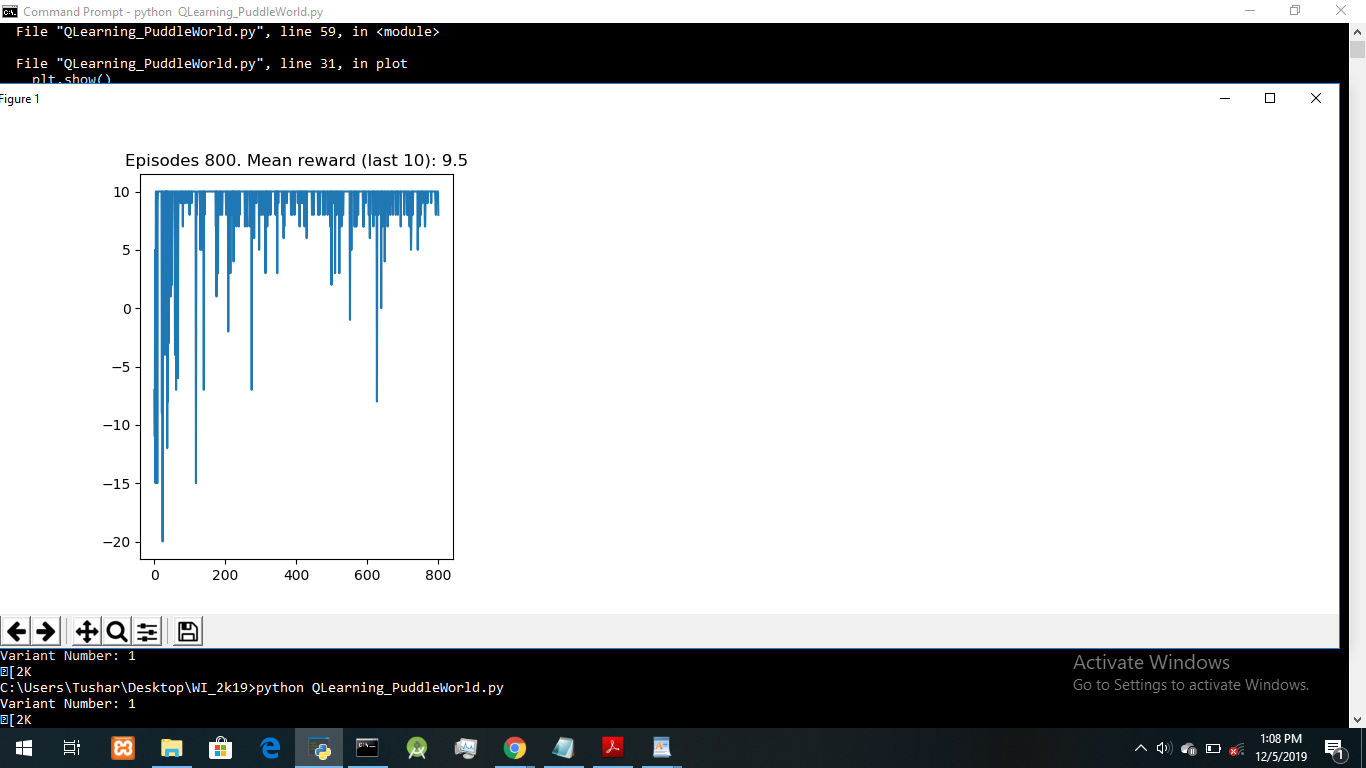 Command Prompt - python QLearning_PuddleWorld.py
File "QLearning_PuddleWorld.py", line 59, in <module>
File "QLearning_PuddleWorld.py", line 31, in plot
plt.show()
Figure 1
Episodes 800. Mean reward (last 10): 9.5
10
5
0
−5
−10
−15
−20
0 200 400 600 800
Variant Number: 1
[2K
C:\Users\Tushar\Desktop\WI_2k19>python QLearning_PuddleWorld.py
Variant Number: 1
[2K
Activate Windows
Go to Settings to activate Windows.
1:08 PM
12/5/2019
1